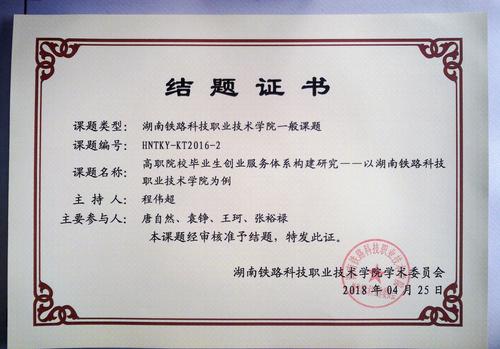 结题证书
课题类型：湖南铁路科技职业技术学院一般课题
课题编号：HNTKY-KT2016-2
课题名称：高职院校毕业生创业服务体系构建研究——以湖南铁路科技
职业技术学院为例
主持人：程伟超
主要参与人：唐自然、袁铮、王珂、张裕禄
本课题经审核准予结题，特发此证。
湖南铁路科技职业技术学院学术委员会
2018年04月25日